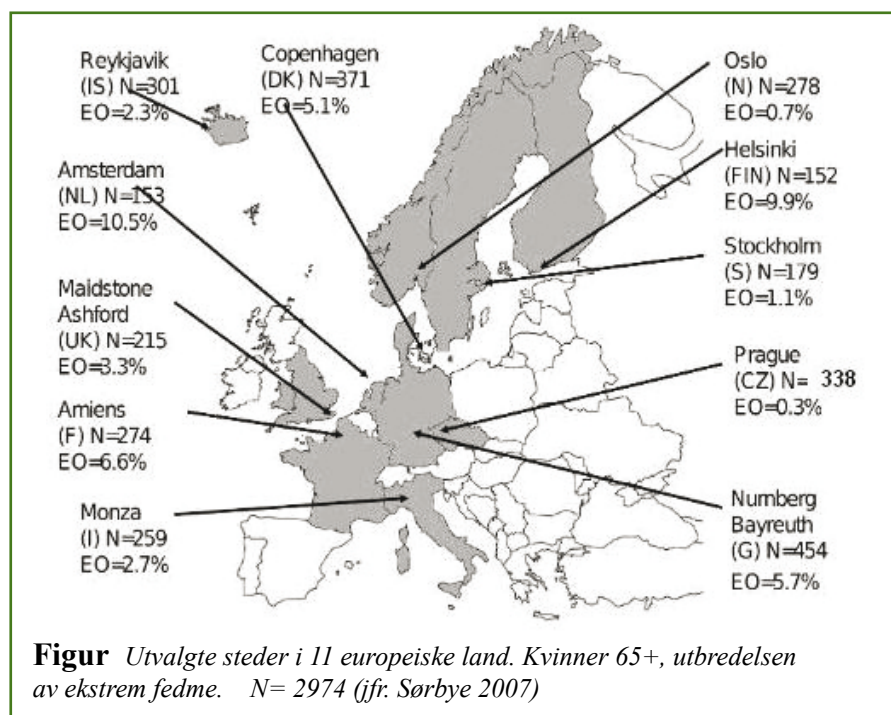 Reykjavik
(IS) N=301
EO=2.3%
Copenhagen
(DK) N=371
EO=5.1%
Oslo
(N) N=278
EO=0.7%
Amsterdam
(NL) N=153
EO=10.5%
Helsinki
(FIN) N=152
EO=9.9%
Stockholm
(S) N=179
EO=1.1%
Maidstone
Ashford
(UK) N=215
EO=3.3%
Prague
(CZ) N= 338
EO=0.3%
Amiens
(F) N=274
EO=6.6%
Monza
(I) N=259
EO=2.7%
Nurnberg
Bayreuth
(G) N=454
EO=5.7%
Figur Utvalgte steder i 11 europeiske land. Kvinner 65+, utbredelsen
av ekstrem fedme. N= 2974 (jfr. Sørbye 2007)